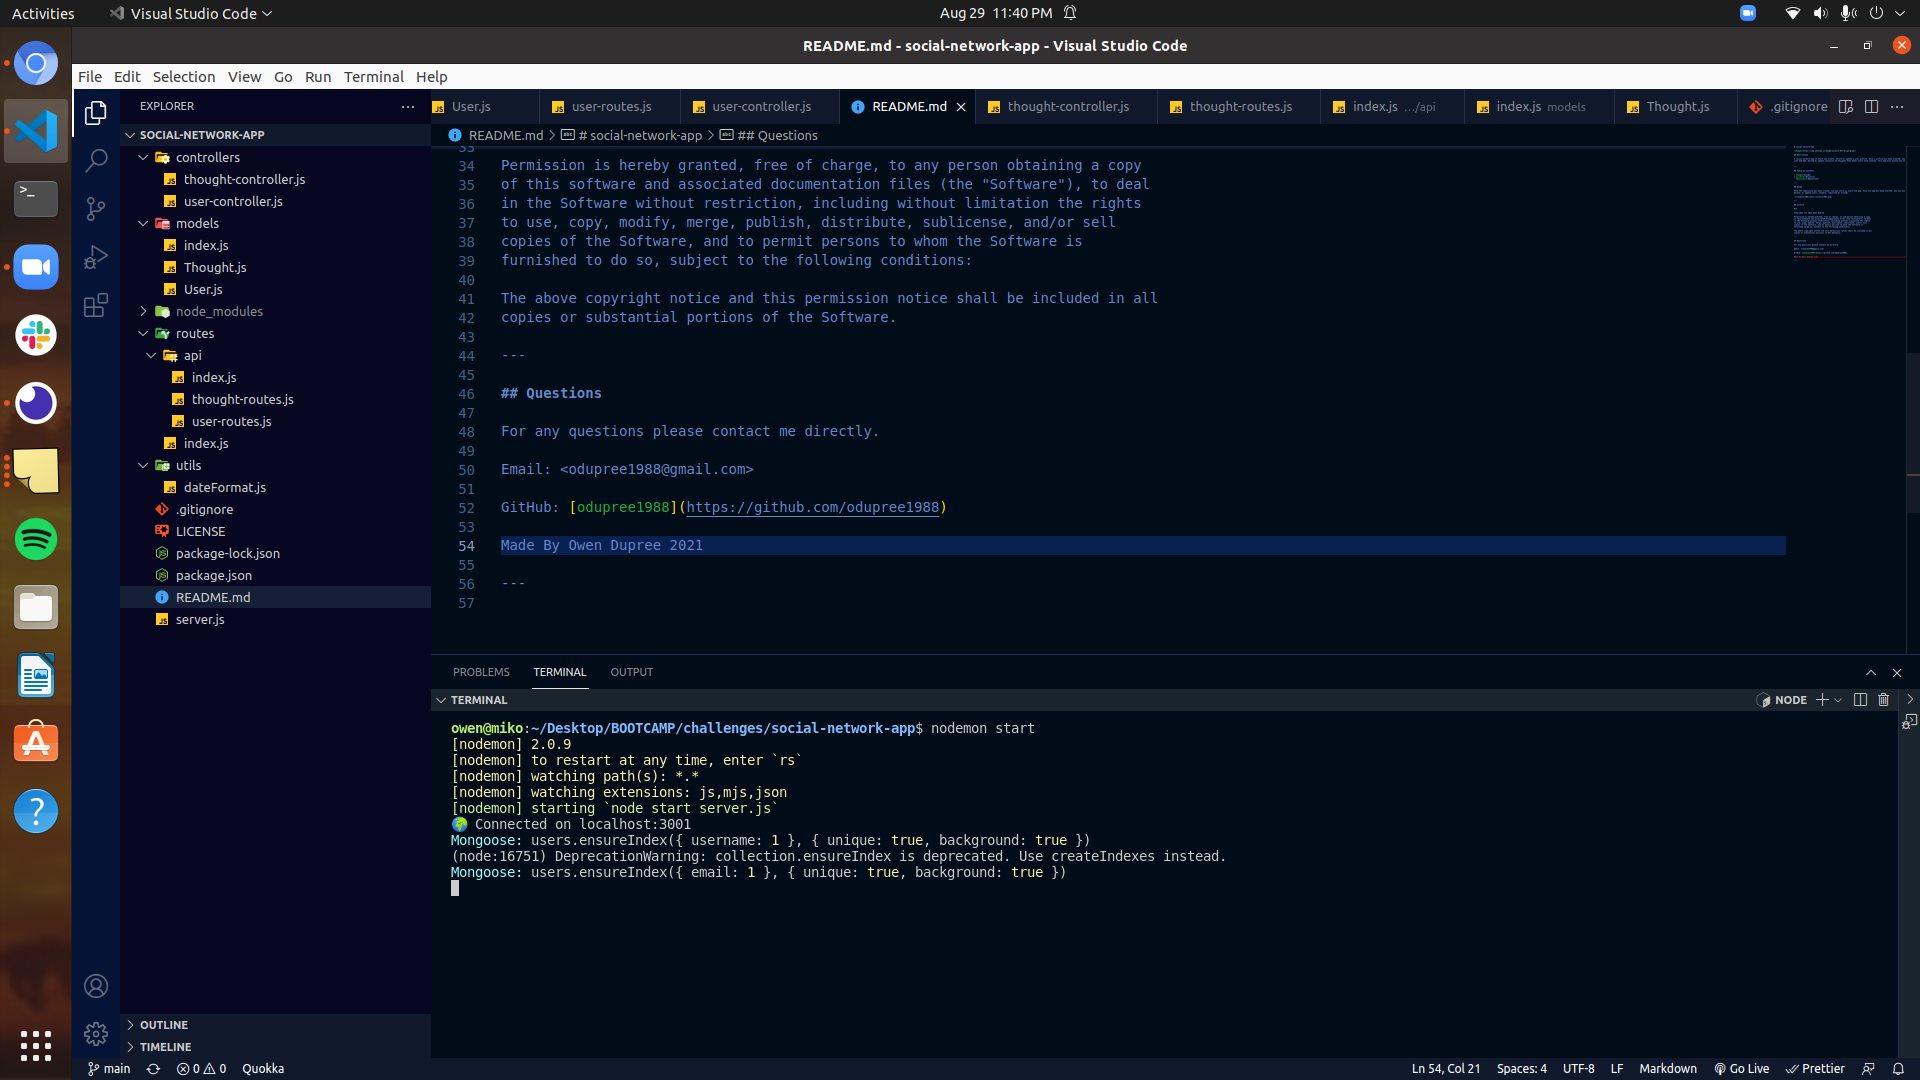 Activities
Visual Studio Code
Aug 29 11:40 PM
README.md - social-network-app - Visual Studio Code
File Edit Selection View Go Run Terminal Help
EXPLORER
SOCIAL-NETWORK-APP
controllers
thought-controller.js
user-controller.js
models
index.js
Thought.js
User.js
node_modules
routes
api
index.js
thought-routes.js
user-routes.js
index.js
utils
dateFormat.js
.gitignore
LICENSE
package-lock.json
package.json
README.md
server.js
OUTLINE
TIMELINE
User.js user-routes.js user-controller.js README.md thought-controller.js thought-routes.js index.js .../api index.js models Thought.js .gitignore
README.md > # social-network-app > ## Questions
33
34 Permission is hereby granted, free of charge, to any person obtaining a copy
35 of this software and associated documentation files (the "Software"), to deal
36 in the Software without restriction, including without limitation the rights
37 to use, copy, modify, merge, publish, distribute, sublicense, and/or sell
38 copies of the Software, and to permit persons to whom the Software is
39 furnished to do so, subject to the following conditions:
40
41 The above copyright notice and this permission notice shall be included in all
42 copies or substantial portions of the Software.
43
44 ---
45
46 ## Questions
47
48 For any questions please contact me directly.
49
50 Email: <odupree1988@gmail.com>
51
52 GitHub: [odupree1988](https://github.com/odupree1988)
53
54 Made By Owen Dupree 2021
55
56 ---
57
PROBLEMS TERMINAL OUTPUT
TERMINAL
NODE
owen@miko:~/Desktop/BOOTCAMP/challenges/social-network-app$ nodemon start
[nodemon] 2.0.9
[nodemon] to restart at any time, enter `rs`
[nodemon] watching path(s): *.*
[nodemon] watching extensions: js,mjs,json
[nodemon] starting `node start server.js`
🌍 Connected on localhost:3001
Mongoose: users.ensureIndex({ username: 1 }, { unique: true, background: true })
(node:16751) DeprecationWarning: collection.ensureIndex is deprecated. Use createIndexes instead.
Mongoose: users.ensureIndex({ email: 1 }, { unique: true, background: true })
main 0 0 Quokka
Ln 54, Col 21 Spaces: 4 UTF-8 LF Markdown Go Live Prettier